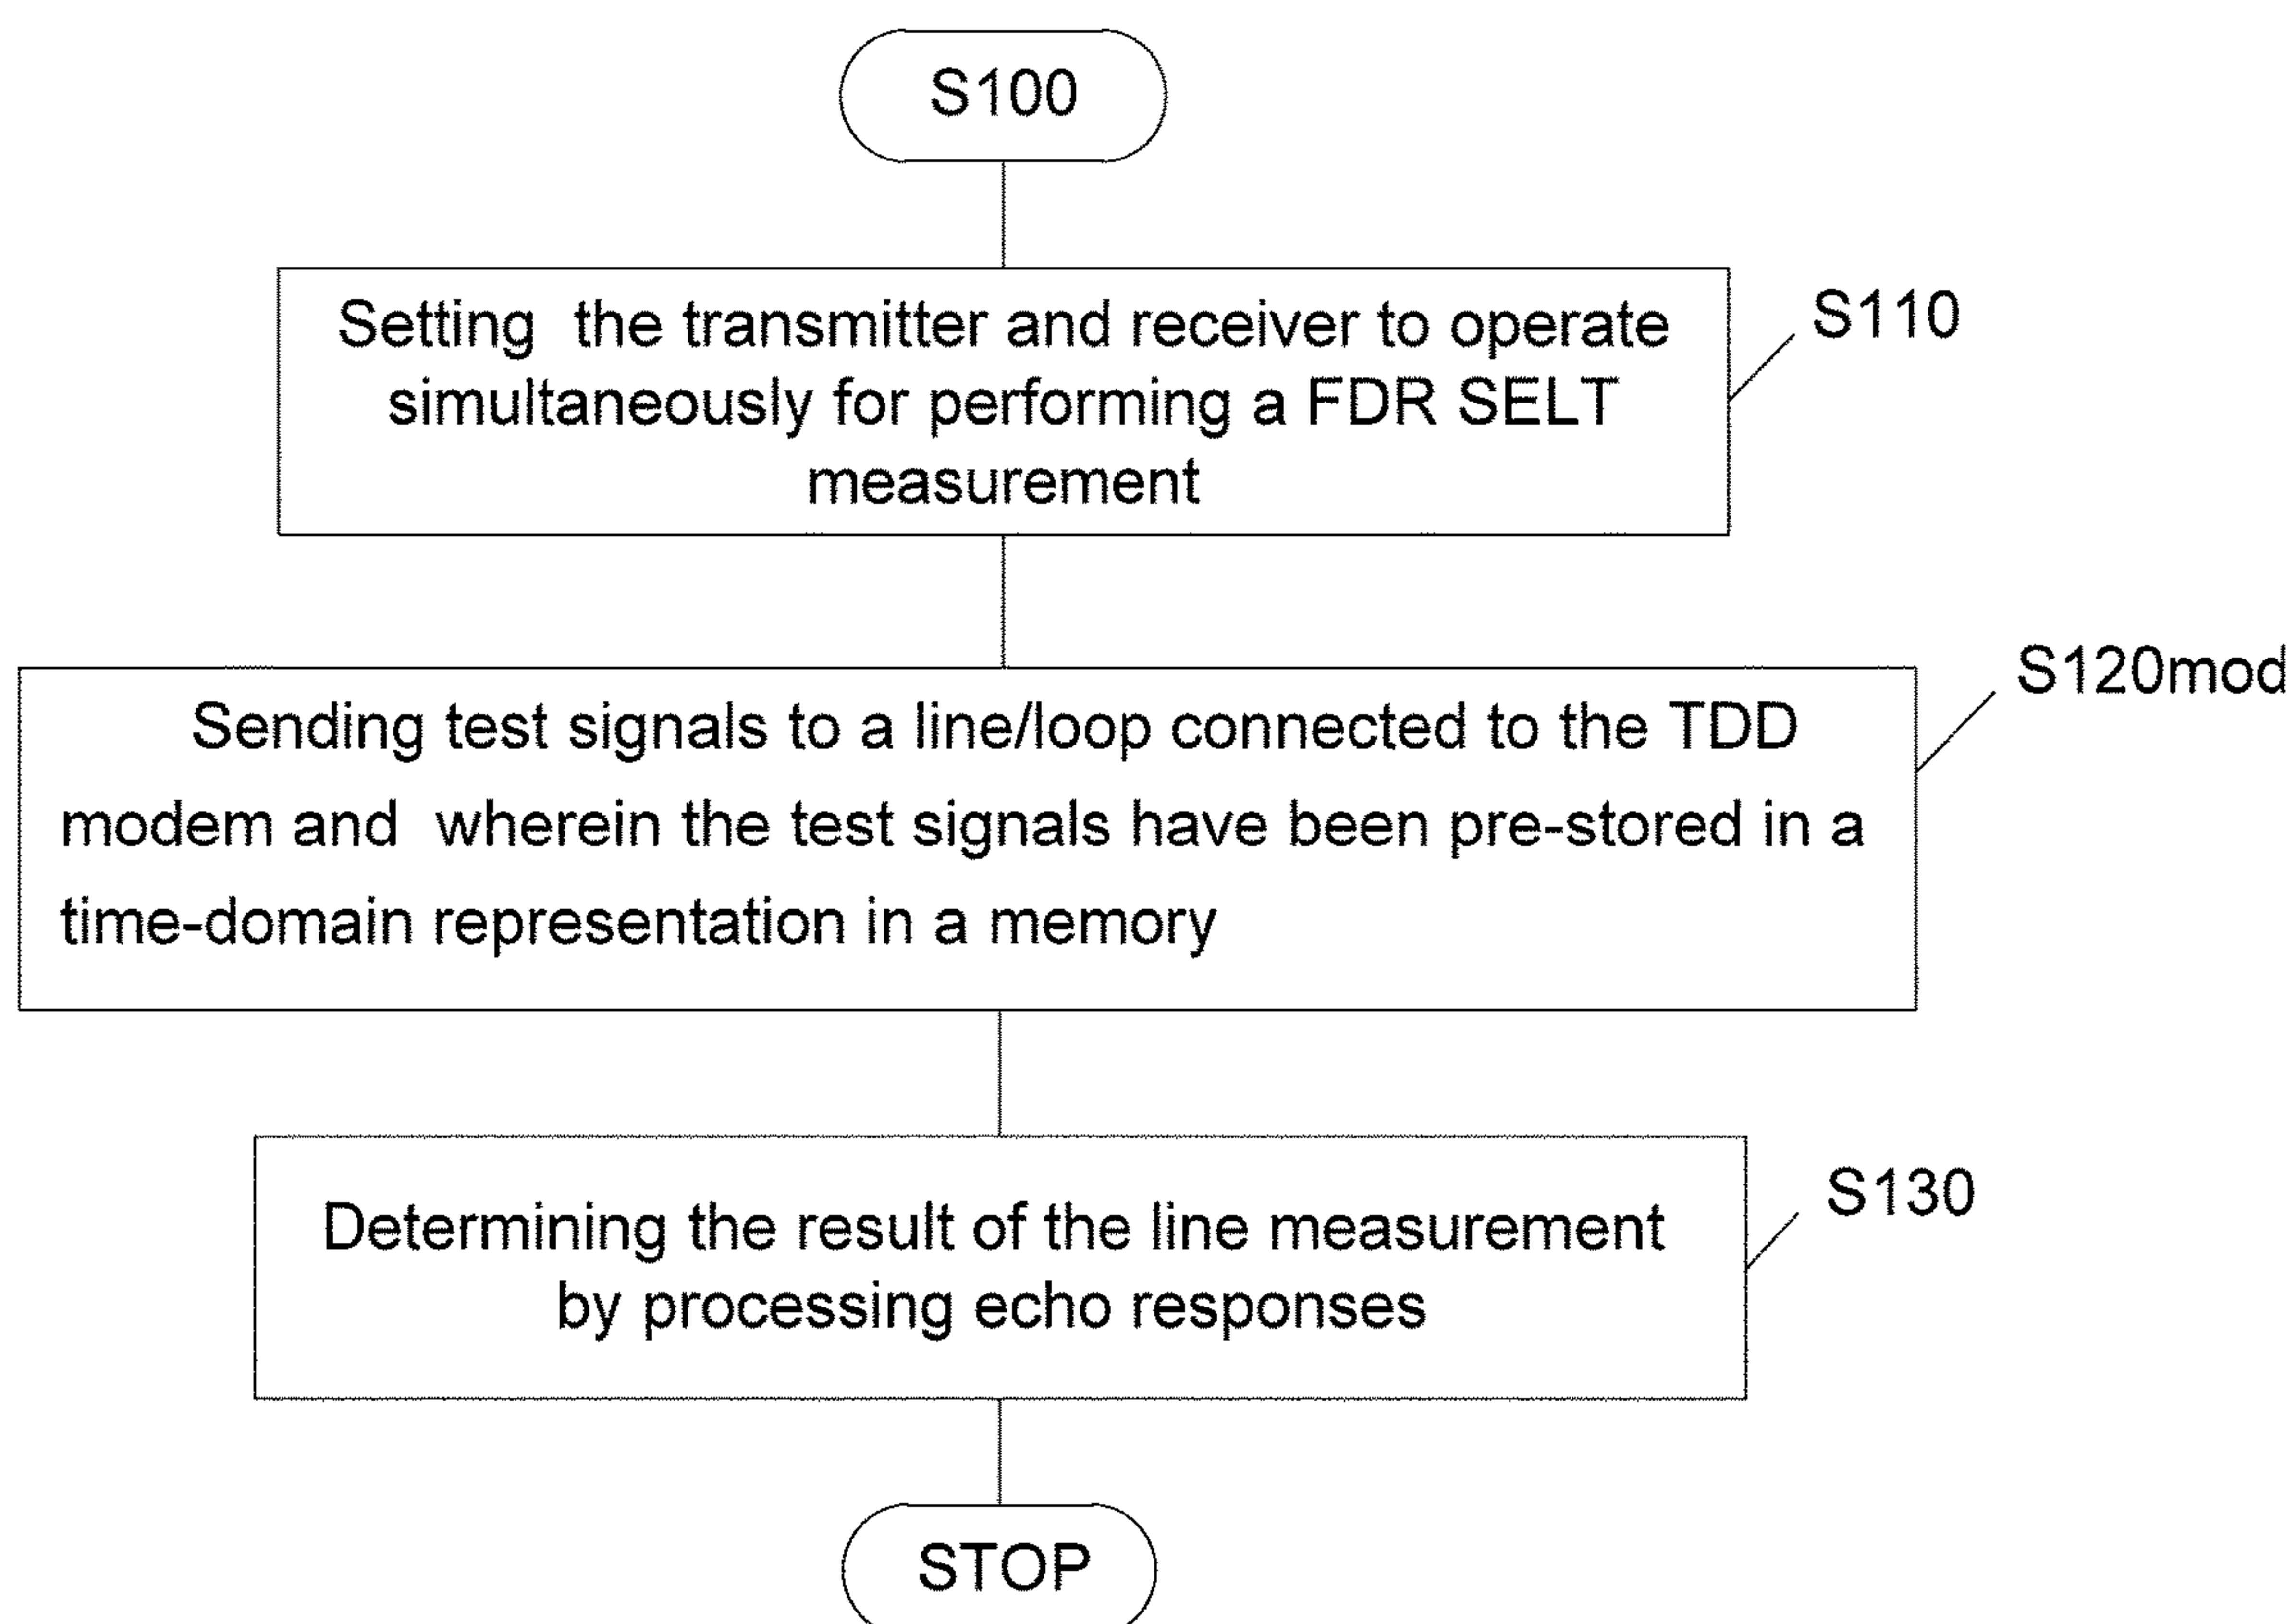 S100
Setting the transmitter and receiver to operate
simultaneously for performing a FDR SELT
measurement
S110
Sending test signals to a line/loop connected to the TDD
modem and wherein the test signals have been pre-stored in a
time-domain representation in a memory
S120mod
Determining the result of the line measurement
by processing echo responses
S130
STOP